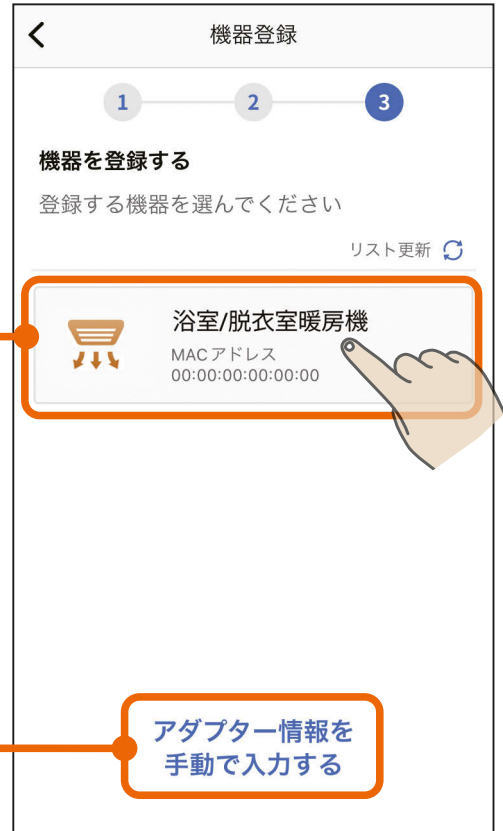 機器登録
1 2 3
機器を登録する
登録する機器を選んでください
リスト更新
浴室/脱衣室暖房機
MACアドレス
00:00:00:00:00:00
アダプター情報を
手動で入力する